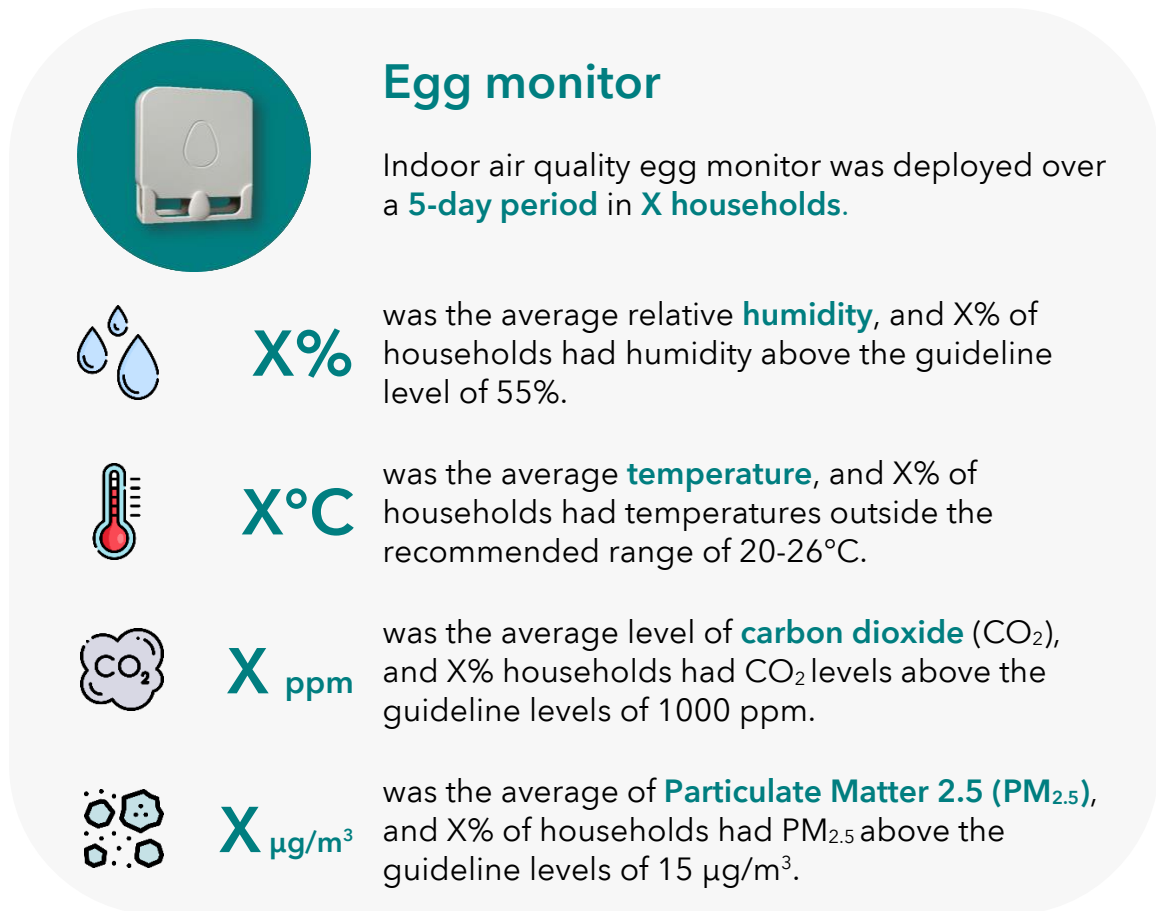 Egg monitor
Indoor air quality egg monitor was deployed over
a 5-day period in X households.
X%
was the average relative humidity, and X% of
households had humidity above the guideline
level of 55%.
X°C
was the average temperature, and X% of
households had temperatures outside the
recommended range of 20-26°C.
CO₂
X ppm
was the average level of carbon dioxide (CO₂),
and X% households had CO₂ levels above the
guideline levels of 1000 ppm.
X µg/m³
was the average of Particulate Matter 2.5 (PM₂.₅),
and X% of households had PM₂.₅ above the
guideline levels of 15 µg/m³.